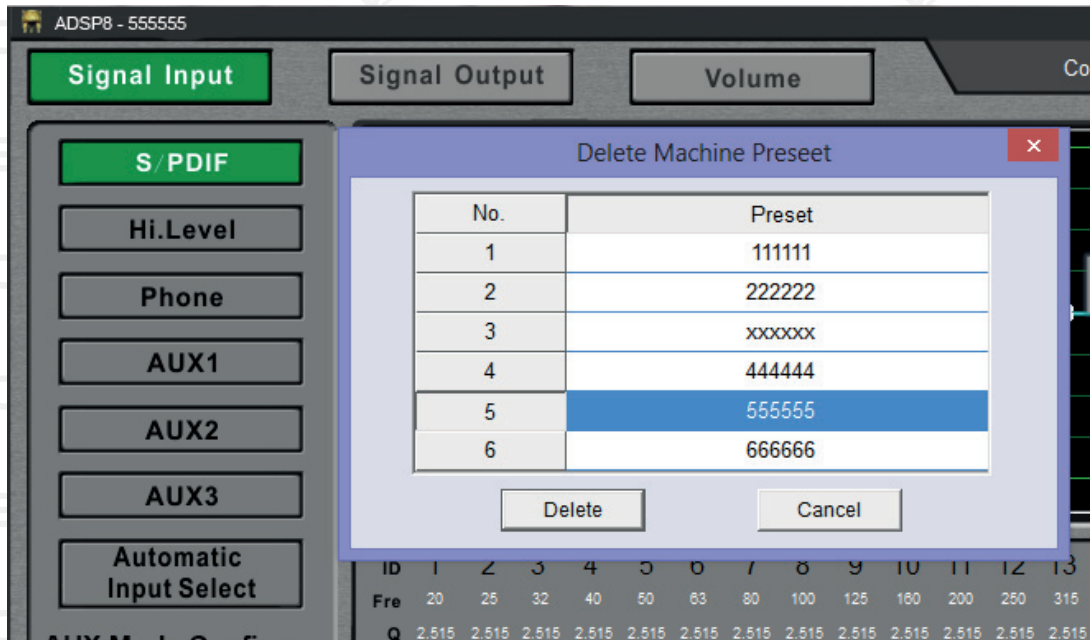 ADSP8 - 555555
Signal Input
Signal Output
Volume
Co
S/PDIF
Hi.Level
Phone
AUX1
AUX2
AUX3
Automatic
Input Select
Delete Machine Preseet
No. Preset
1 111111
2 222222
3 xxxxxx
4 444444
5 555555
6 666666
Delete Cancel
ID 1 2 3 4 5 6 7 8 9 10 11 12 13
Fre 20 25 32 40 50 63 80 100 125 160 200 250 315
Q 2.515 2.515 2.515 2.515 2.515 2.515 2.515 2.515 2.515 2.515 2.515 2.515 2.515